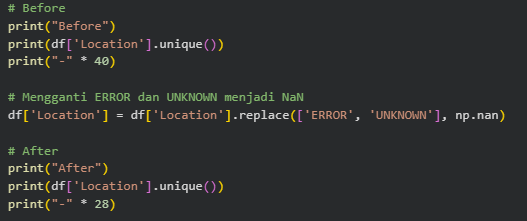 # Before
print("Before")
print(df['Location'].unique())
print("-" * 40)
# Mengganti ERROR dan UNKNOWN menjadi NaN
df['Location'] = df['Location'].replace(['ERROR', 'UNKNOWN'], np.nan)
# After
print("After")
print(df['Location'].unique())
print("-" * 28)